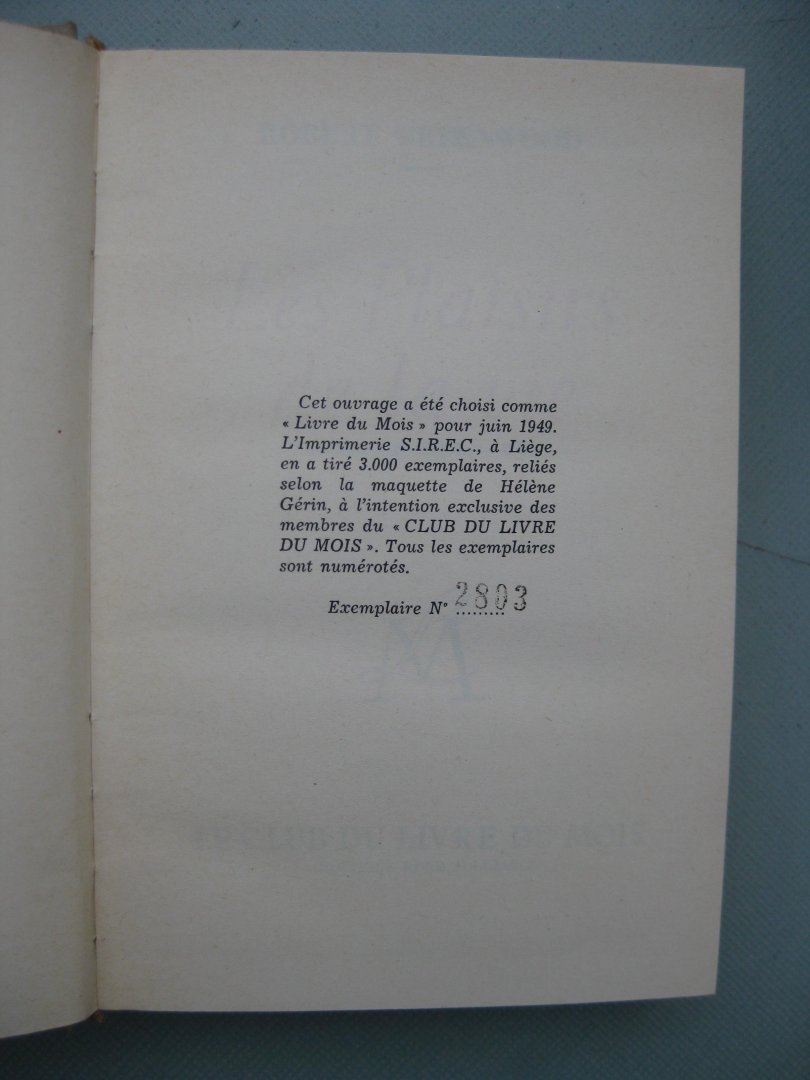 Cet ouvrage a été choisi comme
« Livre du Mois » pour juin 1949.
L'Imprimerie S.I.R.E.C., à Liège,
en a tiré 3.000 exemplaires, reliés
selon la maquette de Hélène
Gérin, à l'intention exclusive des
membres du « CLUB DU LIVRE
DU MOIS ». Tous les exemplaires
sont numérotés.
Exemplaire N° 2803